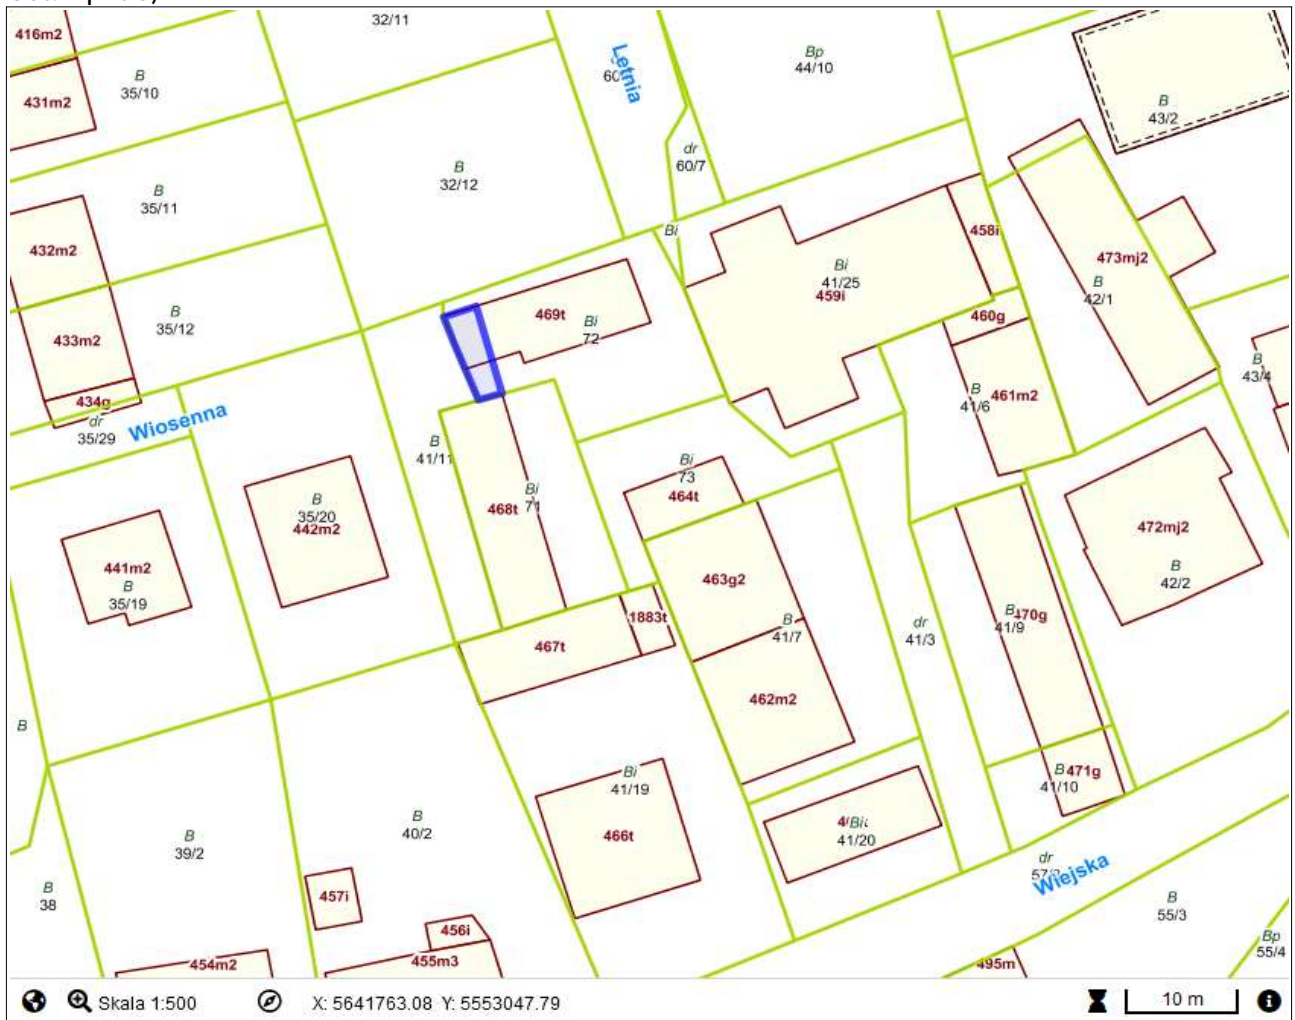 32/11
416m2
B
35/10
431m2
Letnia
Bp
44/10
B
43/2
dr
60/7
B
32/12
B
35/11
432m2
Bi
458i
473mj2
B
42/1
Bi
41/25
459i
B
35/12
433m2
469t
Bi
72
460g
434g
dr
35/29
Wiosenna
B
41/6
461m2
B
43/4
B
41/11
Bi
73
464t
B
35/20
442m2
468t
Bi
71
472mj2
B
42/2
441m2
B
35/19
463g2
B
41/7
1883t
467t
dr
41/3
B
41/9
470g
462m2
B
Bi
41/19
466t
B
41/10
471g
B
40/2
B
39/2
41/20
dr
Wiejska
B
38
457i
456i
455m3
454m2
B
55/3
Bp
55/4
495m
Skala 1:500
X: 5641763.08 Y: 5553047.79
10 m